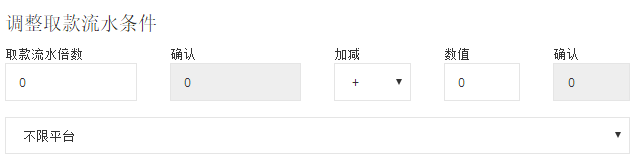 调整取款流水条件
取款流水倍数 确认 加减 数值 确认
0 0 + 0 0
不限平台